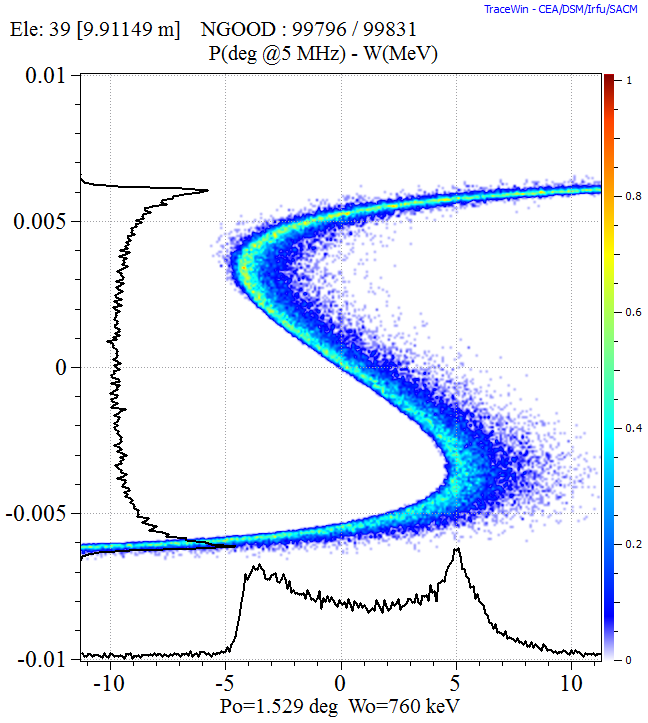 TraceWin - CEA/DSM/Irfu/SACM
Ele: 39 [9.91149 m] NGOOD : 99796 / 99831
P(deg @5 MHz) - W(MeV)
0.01
0.005
0
-0.005
-0.01
1
0.8
0.6
0.4
0.2
0
-10 -5 0 5 10
Po=1.529 deg Wo=760 keV